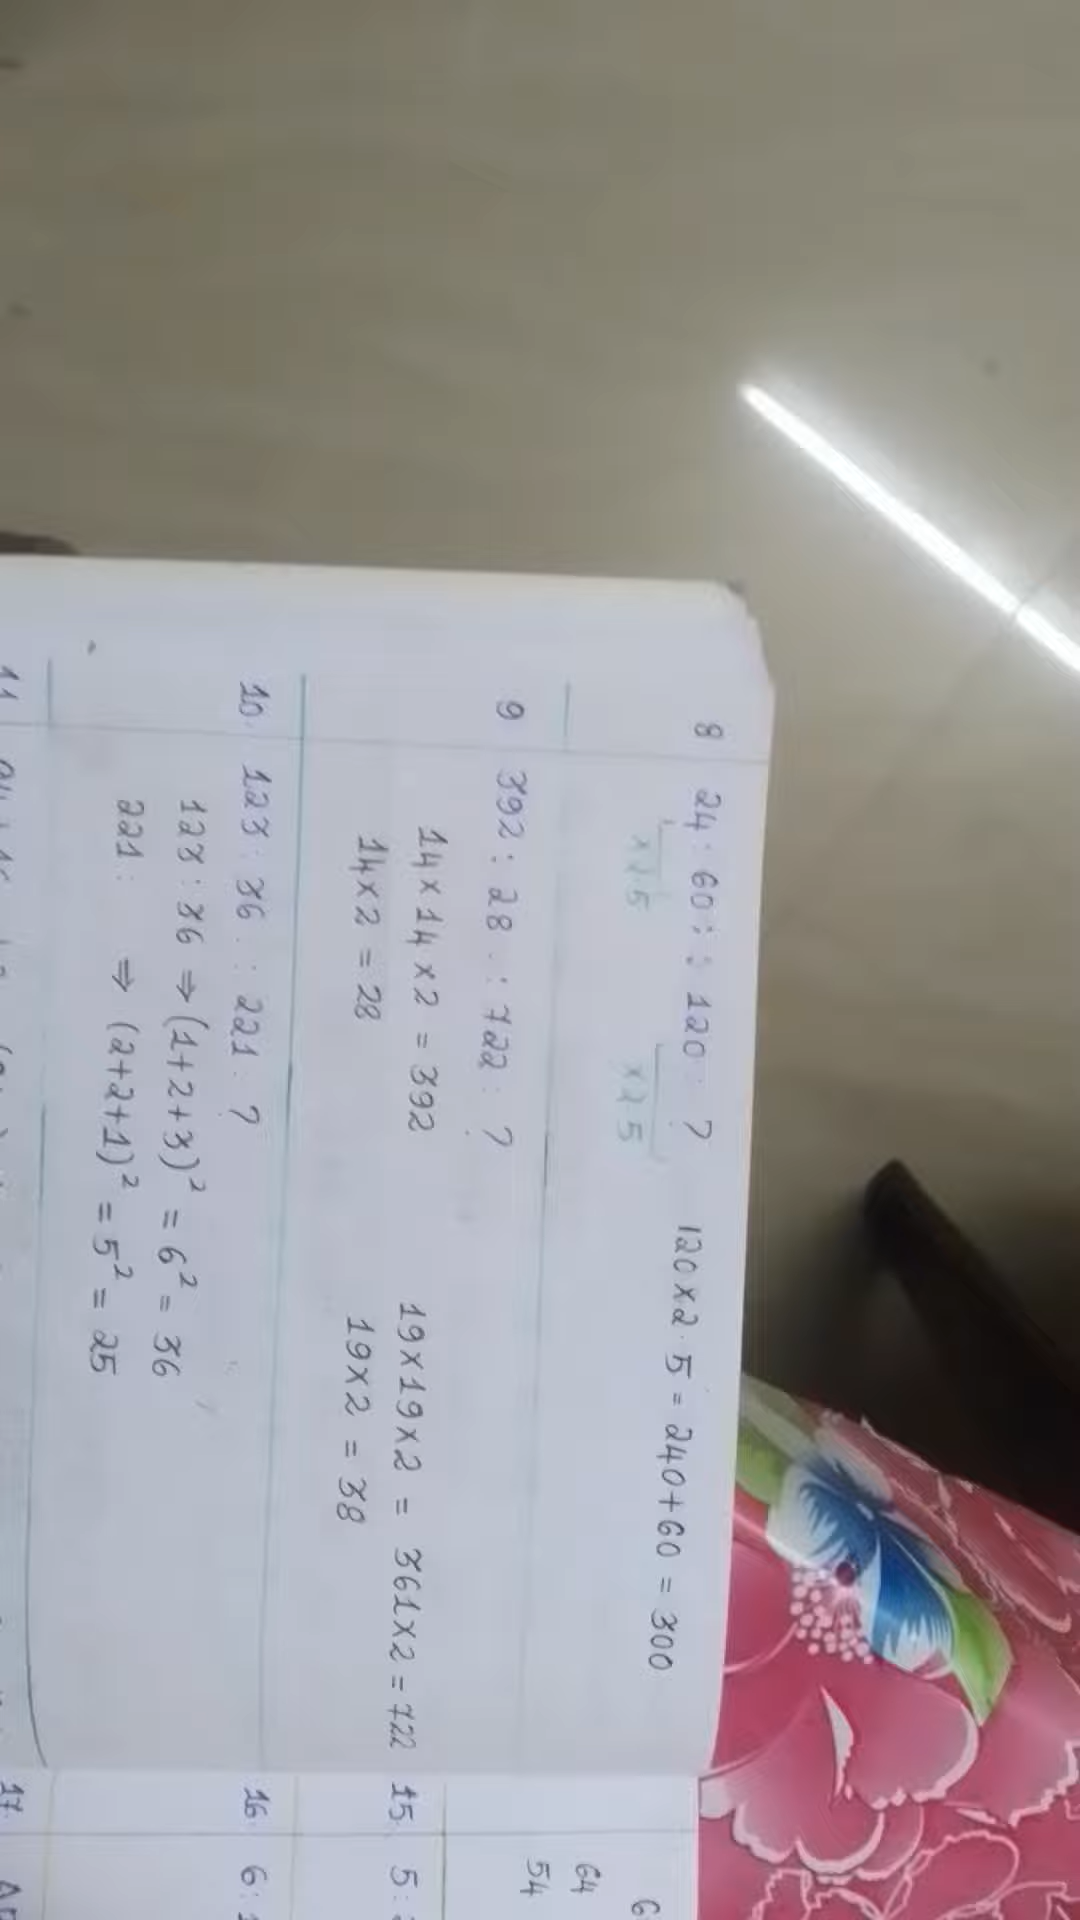 8 24 : 60 : : 120 : ? 120 x 2 . 5 = 240 + 60 = 300
x 2.5 x 2 5
9 392 : 28 : : 722 : ?
14 x 14 x 2 = 392 19 x 19 x 2 = 361 x 2 = 722
14 x 2 = 28 19 x 2 = 38
10. 123 : 36 : : 221 : ?
123 : 36 ⇒ (1+2+3)² = 6² = 36
221 : ⇒ (2+2+1)² = 5² = 25
11
64
54
15. 5 :
16. 6 :
17.